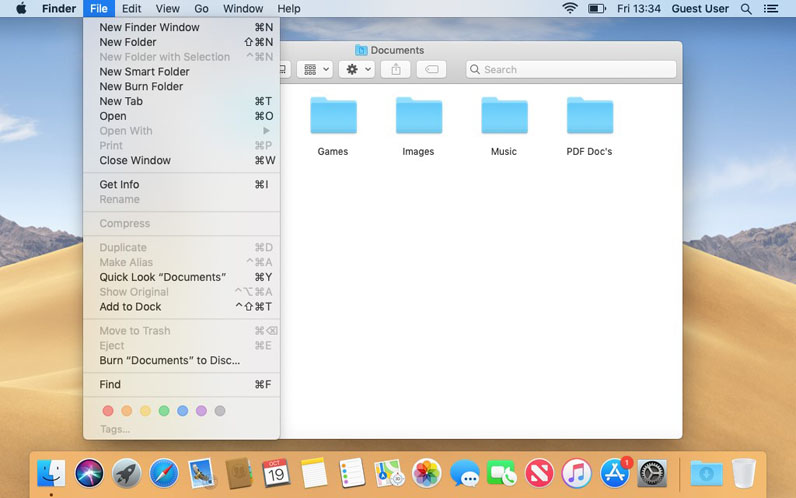 Finder File Edit View Go Window Help Fri 13:34 Guest User
Documents
Search
New Finder Window ⌘N
New Folder ⇧⌘N
New Folder with Selection ^⌘N
New Smart Folder
New Burn Folder
New Tab ⌘T
Open ⌘O
Open With
Print ⌘P
Close Window ⌘W
Get Info ⌘I
Rename
Compress
Duplicate ⌘D
Make Alias ^⌘A
Quick Look “Documents” ⌘Y
Show Original ^⌥⌘A
Add to Dock ^⇧⌘T
Move to Trash ⌘⌫
Eject ⌘E
Burn “Documents” to Disc...
Find ⌘F
Tags...
Games Images Music PDF Doc's
OCT
19
1